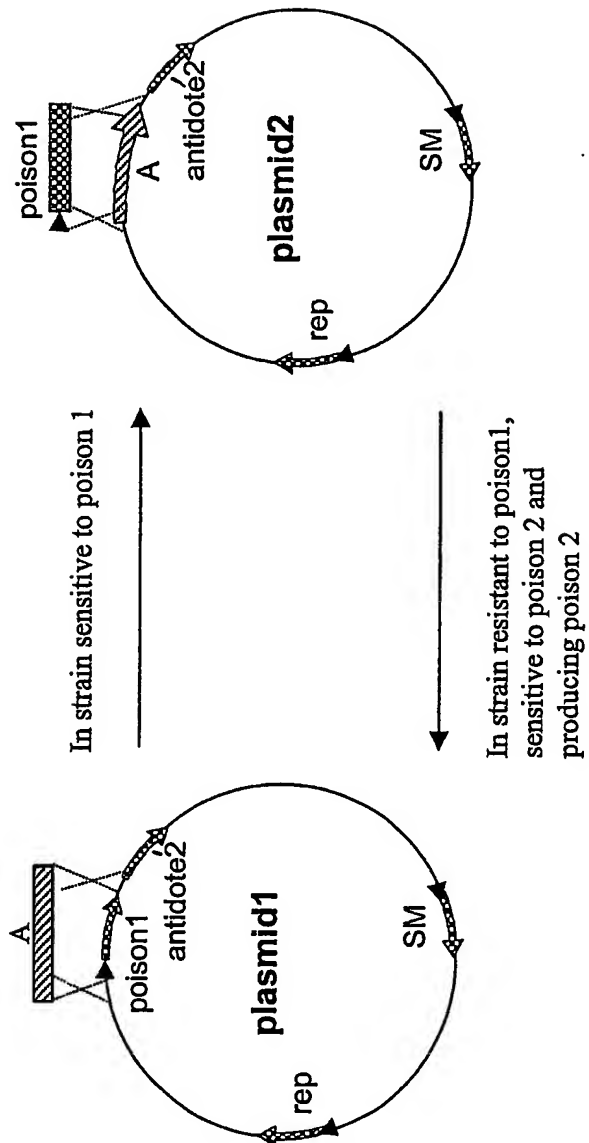 A
poison1
antidote2
plasmid1
rep
SM
In strain sensitive to poison 1
In strain resistant to poison1,
sensitive to poison 2 and
producing poison 2
poison1
A
antidote2
plasmid2
rep
SM